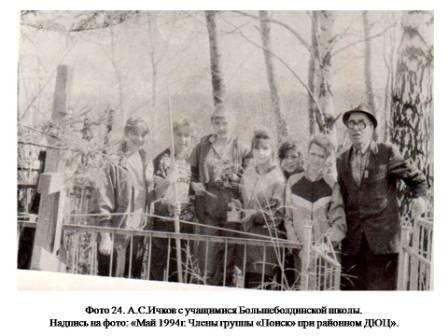 Фото 24. А.С.Ичков с учащимися Большеболдинской школы.
Надпись на фото: «Май 1994г. Члены группы «Поиск» при районном ДЮЦ».